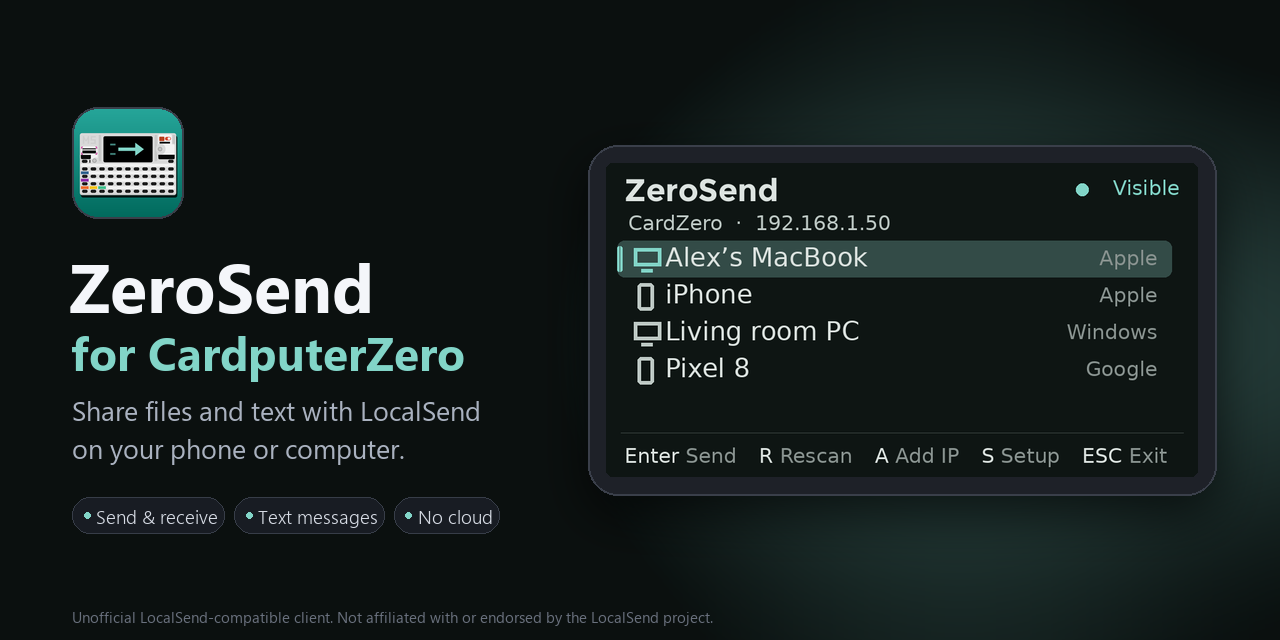 ZeroSend
for CardputerZero
Share files and text with LocalSend
on your phone or computer.
Send & receive
Text messages
No cloud
Unofficial LocalSend-compatible client. Not affiliated with or endorsed by the LocalSend project.
ZeroSend Visible
CardZero · 192.168.1.50
Alex’s MacBook Apple
iPhone Apple
Living room PC Windows
Pixel 8 Google
Enter Send R Rescan A Add IP S Setup ESC Exit